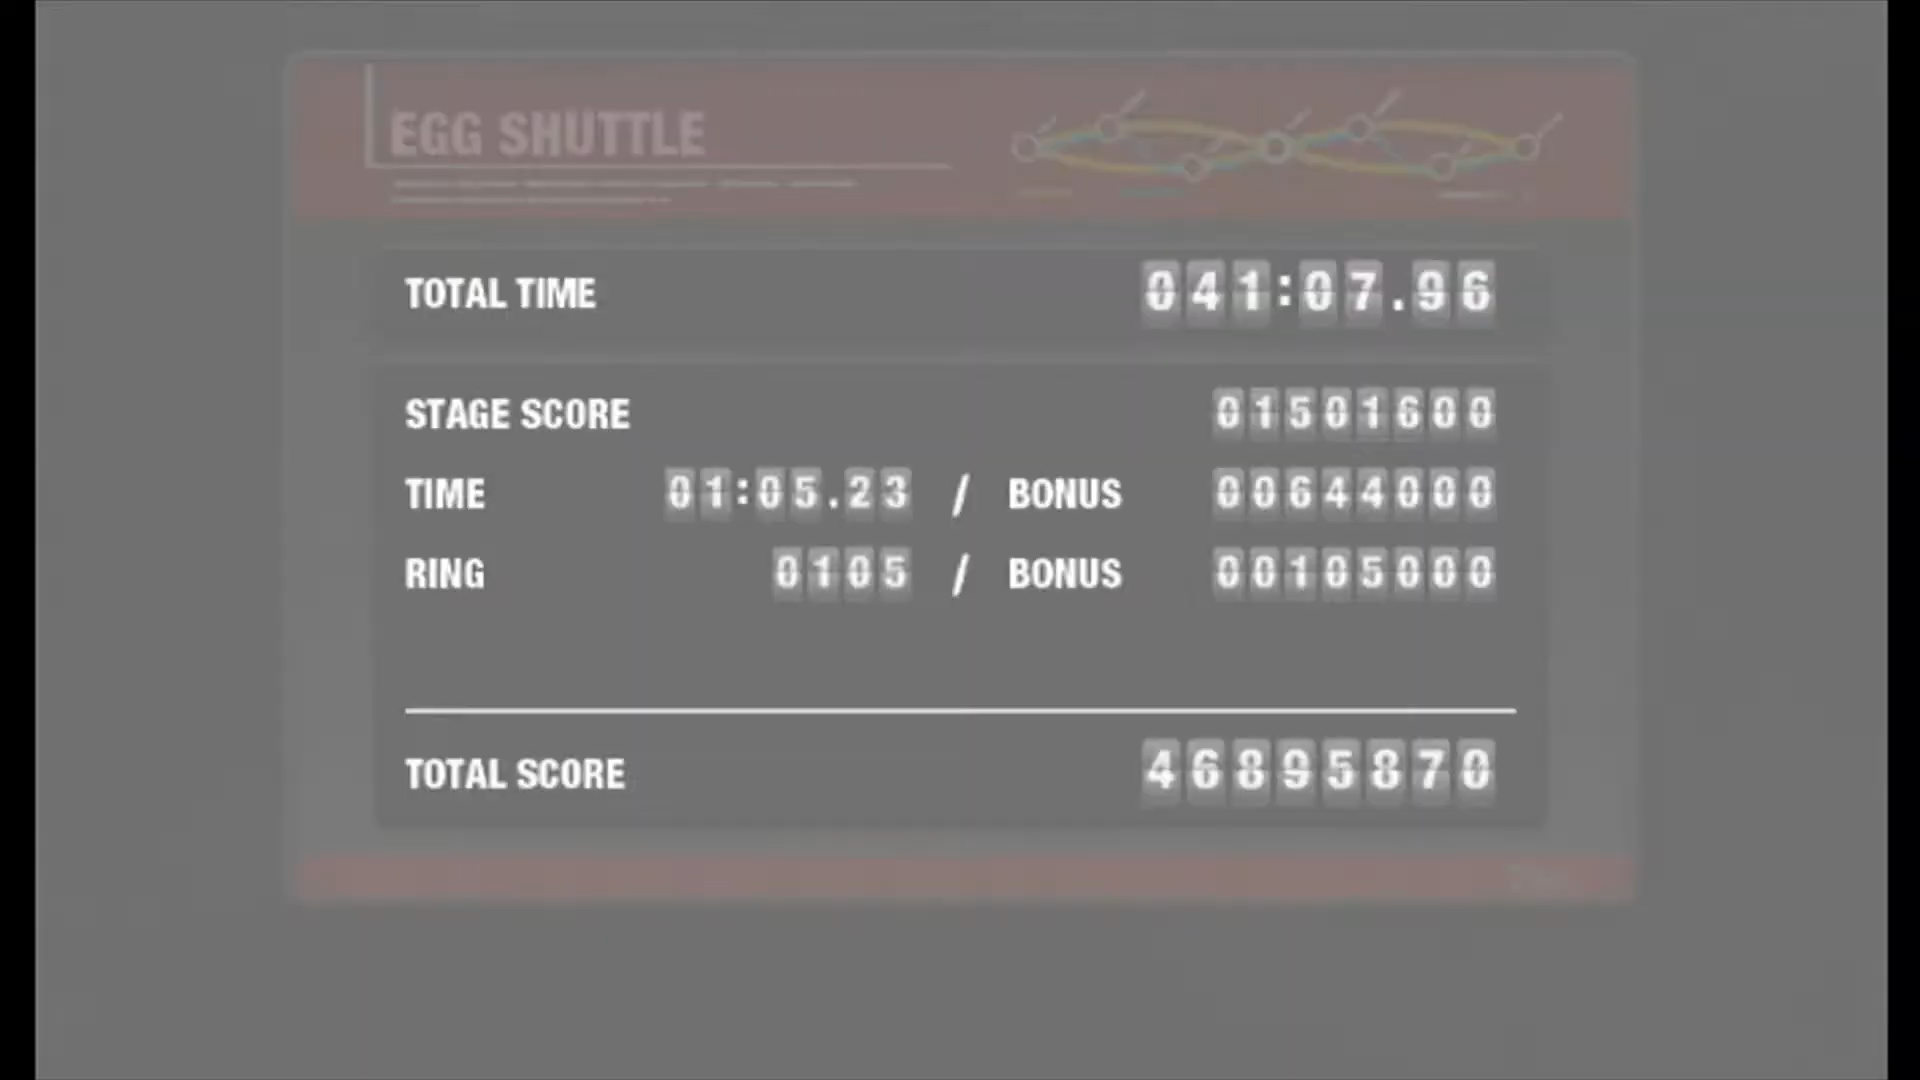 EGG SHUTTLE
TOTAL TIME 041:07.96
STAGE SCORE 01501600
TIME 01:05.23 / BONUS 00644000
RING 0105 / BONUS 00105000
TOTAL SCORE 46895870